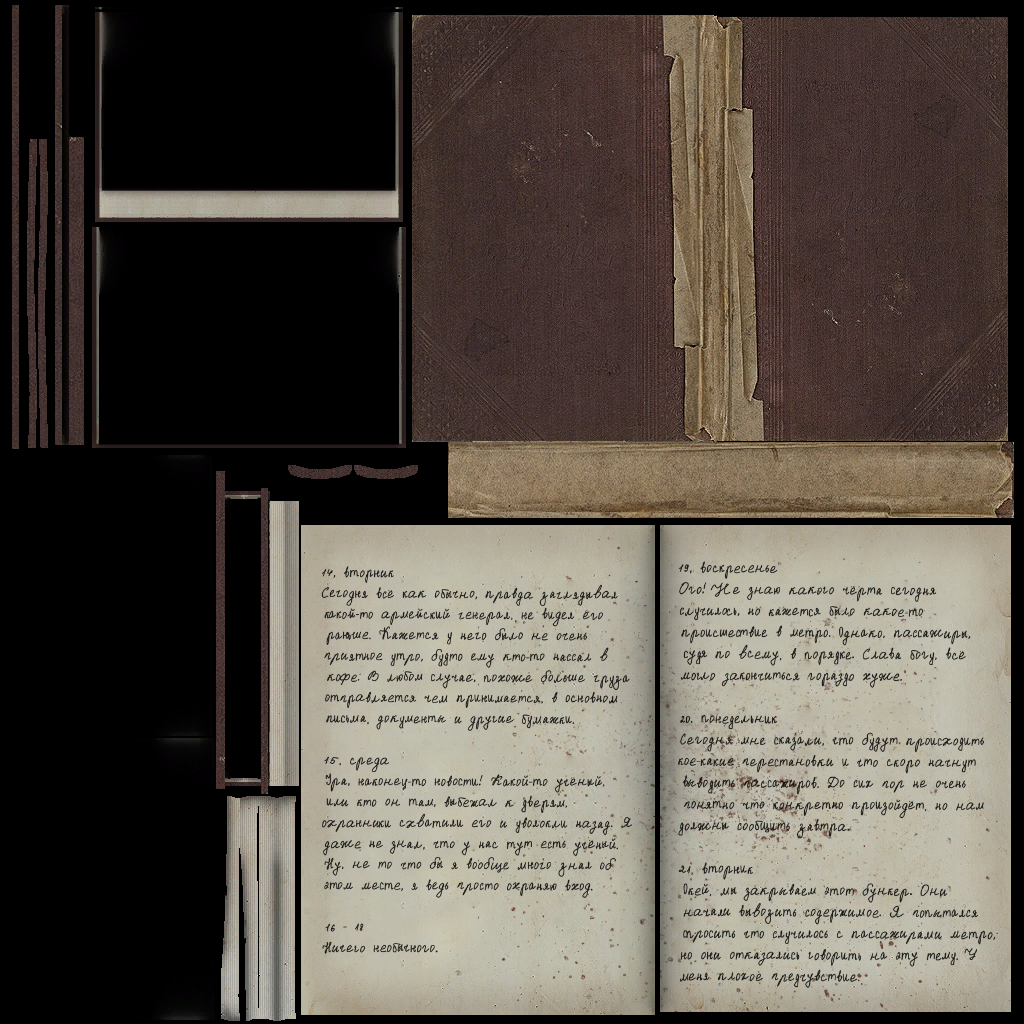 14. вторник
Сегодня всё как обычно, правда заглядывал
какой-то армейский генерал, не видел его
раньше. Кажется у него было не очень
приятное утро, будто ему кто-то нассал в
кофе. В любом случае, похоже больше груза
отправляется чем принимается, в основном
письма, документы и другие бумажки.
15. среда
Ура, наконец-то новости! Какой-то учёный,
или кто он там, выбежал к дверям,
охранники схватили его и уволокли назад. Я
даже не знал, что у нас тут есть учёный.
Ну, не то что бы я вообще много знал об
этом месте, я ведь просто охраняю вход.
16 - 18
Ничего необычного.
19. воскресенье
Ого! Не знаю какого чёрта сегодня
случилось, но кажется было какое-то
происшествие в метро. Однако, пассажиры,
судя по всему, в порядке. Слава богу, всё
могло закончиться гораздо хуже.
20. понедельник
Сегодня мне сказали, что будут происходить
кое-какие перестановки и что скоро начнут
выводить пассажиров. До сих пор не очень
понятно что конкретно произойдёт, но нам
должны сообщить завтра.
21. вторник
Окей, мы закрываем этот бункер. Они
начали вывозить содержимое. Я попытался
спросить что случилось с пассажирами метро,
но они отказались говорить на эту тему. У
меня плохое предчувствие.